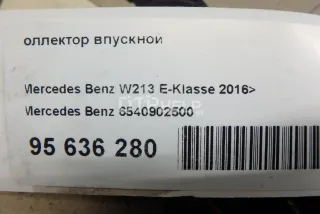 оллектор впускной
Mercedes Benz W213 E-Klasse 2016>
Mercedes Benz 6540902500
95 636 280